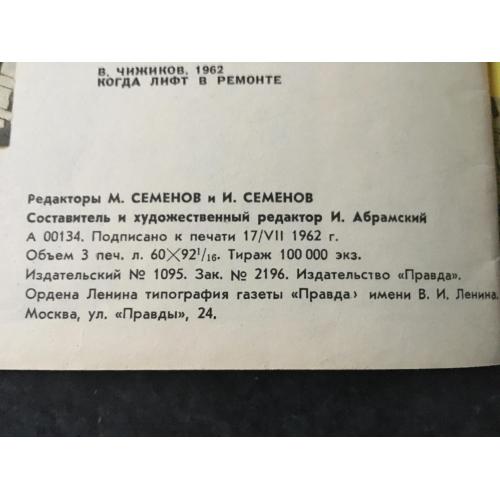 В. ЧИЖИКОВ, 1962
КОГДА ЛИФТ В РЕМОНТЕ
Редакторы М. СЕМЕНОВ и И. СЕМЕНОВ
Составитель и художественный редактор И. Абрамский
А 00134. Подписано к печати 17/VII 1962 г.
Объем 3 печ. л. 60×92¹/₁₆. Тираж 100 000 экз.
Издательский № 1095. Зак. № 2196. Издательство «Правда».
Ордена Ленина типография газеты «Правда» имени В. И. Ленина.
Москва, ул. «Правды», 24.